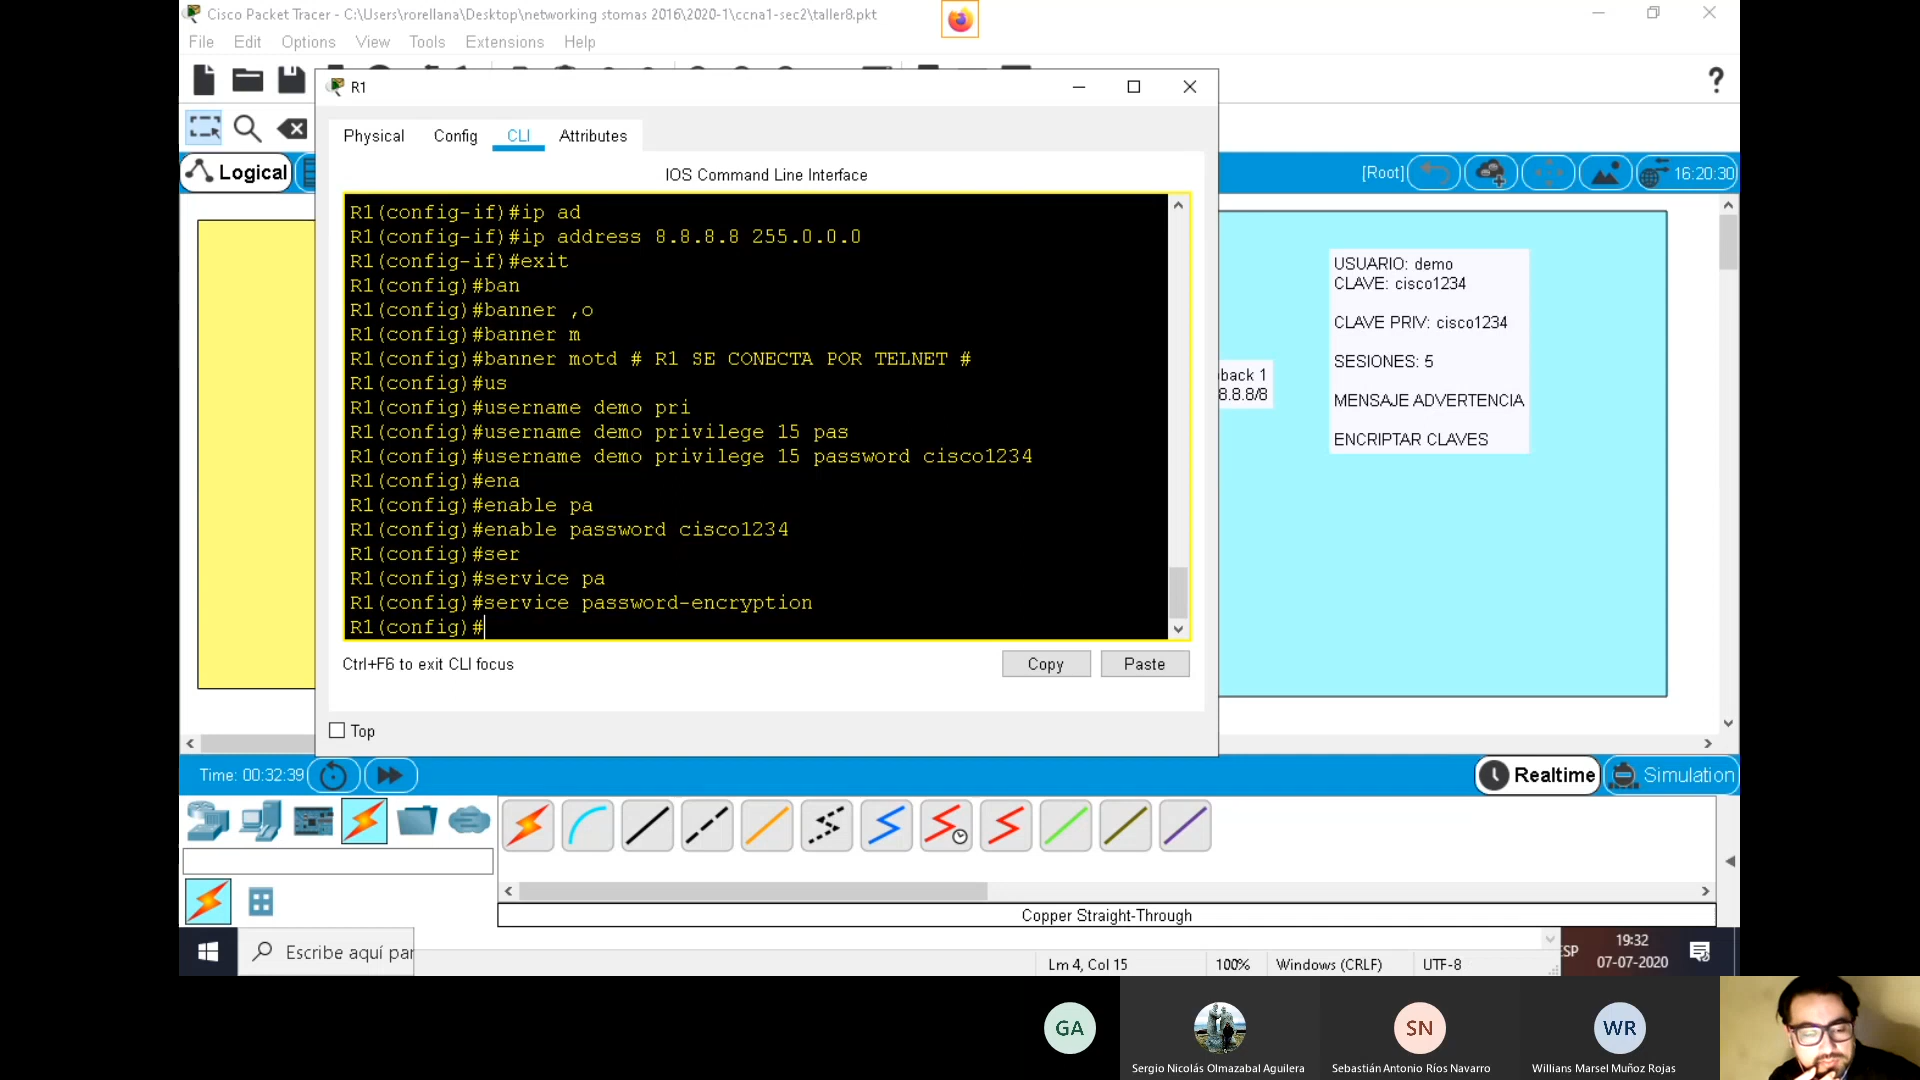 Cisco Packet Tracer - C:\Users\rorellana\Desktop\networking stomas 2016\2020-1\ccna1-sec2\taller8.pkt
File Edit Options View Tools Extensions Help
R1
Physical Config CLI Attributes
Logical
[Root]
16:20:30
IOS Command Line Interface
R1(config-if)#ip ad
R1(config-if)#ip address 8.8.8.8 255.0.0.0
R1(config-if)#exit
R1(config)#ban
R1(config)#banner ,o
R1(config)#banner m
R1(config)#banner motd # R1 SE CONECTA POR TELNET #
R1(config)#us
R1(config)#username demo pri
R1(config)#username demo privilege 15 pas
R1(config)#username demo privilege 15 password cisco1234
R1(config)#ena
R1(config)#enable pa
R1(config)#enable password cisco1234
R1(config)#ser
R1(config)#service pa
R1(config)#service password-encryption
R1(config)#
Ctrl+F6 to exit CLI focus
Copy
Paste
Top
back 1
8.8.8/8
USUARIO: demo
CLAVE: cisco1234
CLAVE PRIV: cisco1234
SESIONES: 5
MENSAJE ADVERTENCIA
ENCRIPTAR CLAVES
Time: 00:32:39
Realtime
Simulation
Copper Straight-Through
Escribe aquí par
Lm 4, Col 15
100%
Windows (CRLF)
UTF-8
ESP
19:32
07-07-2020
GA
SN
WR
Sergio Nicolás Olmazabal Aguilera
Sebastián Antonio Ríos Navarro
Willians Marsel Muñoz Rojas